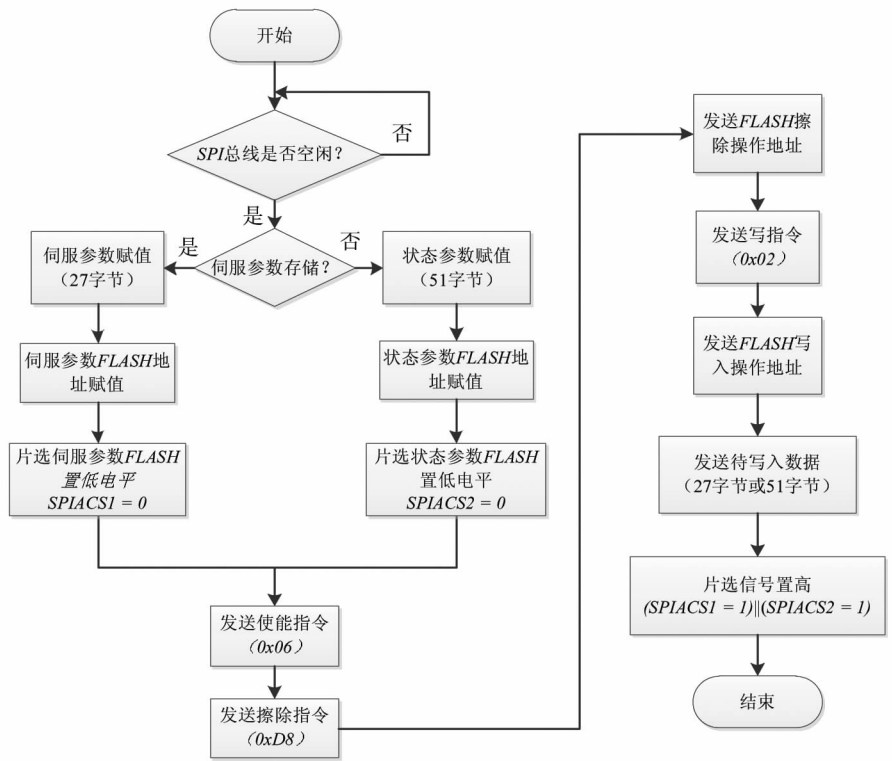 开始
否
SPI总线是否空闲？
是
伺服参数赋值
（27字节）
是
伺服参数存储？
否
状态参数赋值
（51字节）
伺服参数FLASH地
址赋值
状态参数FLASH地
址赋值
片选伺服参数FLASH
置低电平
SPIACS1 = 0
片选状态参数FLASH
置低电平
SPIACS2 = 0
发送使能指令
（0x06）
发送擦除指令
（0xD8）
发送FLASH擦
除操作地址
发送写指令
（0x02）
发送FLASH写
入操作地址
发送待写入数据
（27字节或51字节）
片选信号置高
(SPIACS1 = 1)||(SPIACS2 = 1)
结束